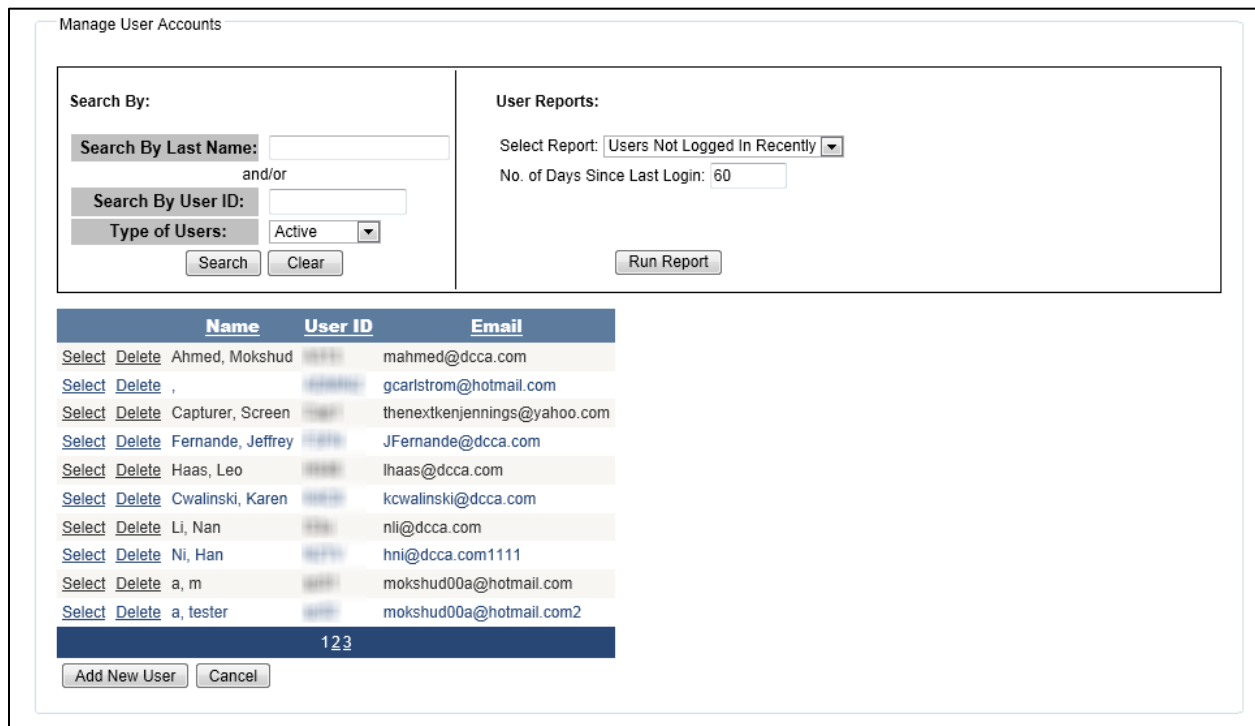 Manage User Accounts
Search By:
Search By Last Name:
and/or
Search By User ID:
Type of Users: Active
Search Clear
User Reports:
Select Report: Users Not Logged In Recently
No. of Days Since Last Login: 60
Run Report
Name User ID Email
Select Delete Ahmed, Mokshud mahmed@dcca.com
Select Delete , gcarlstrom@hotmail.com
Select Delete Capturer, Screen thenextkenjennings@yahoo.com
Select Delete Fernande, Jeffrey JFernande@dcca.com
Select Delete Haas, Leo lhaas@dcca.com
Select Delete Cwalinski, Karen kcwalinski@dcca.com
Select Delete Li, Nan nli@dcca.com
Select Delete Ni, Han hni@dcca.com1111
Select Delete a, m mokshud00a@hotmail.com
Select Delete a, tester mokshud00a@hotmail.com2
123
Add New User Cancel